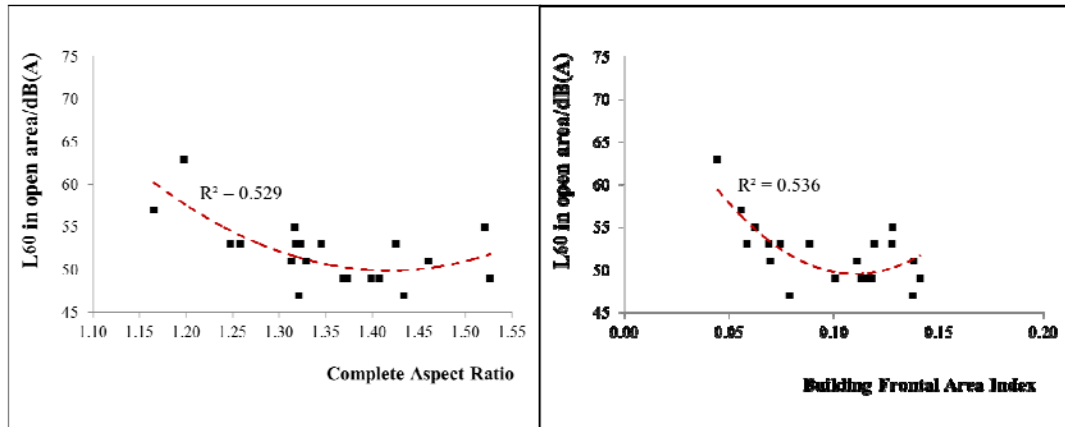 L60 in open area/dB(A)
75
70
65
60
55
50
45
R² = 0.529
1.10 1.15 1.20 1.25 1.30 1.35 1.40 1.45 1.50 1.55
Complete Aspect Ratio
L60 in open area/dB(A)
75
70
65
60
55
50
45
R² = 0.536
0.00 0.05 0.10 0.15 0.20
Building Frontal Area Index